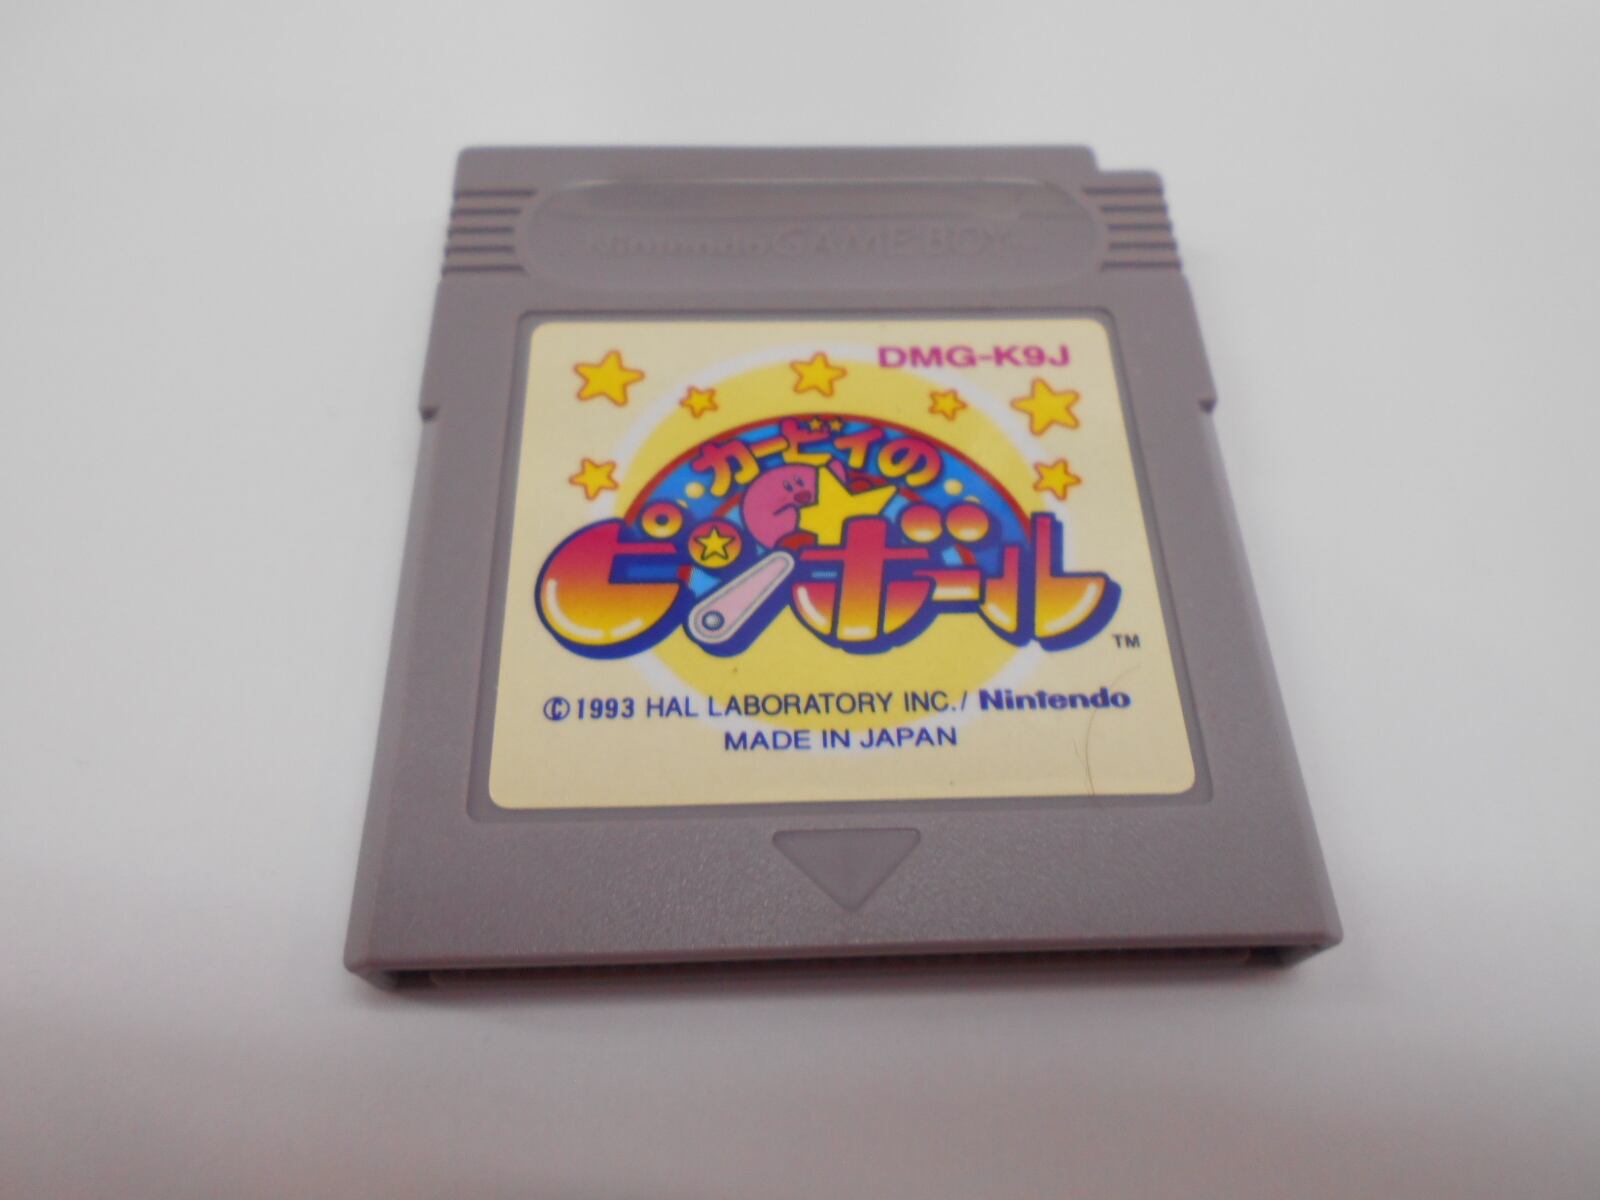 Nintendo GAME BOY
DMG-K9J
カービィの
ピンボール
TM
©1993 HAL LABORATORY INC./ Nintendo
MADE IN JAPAN